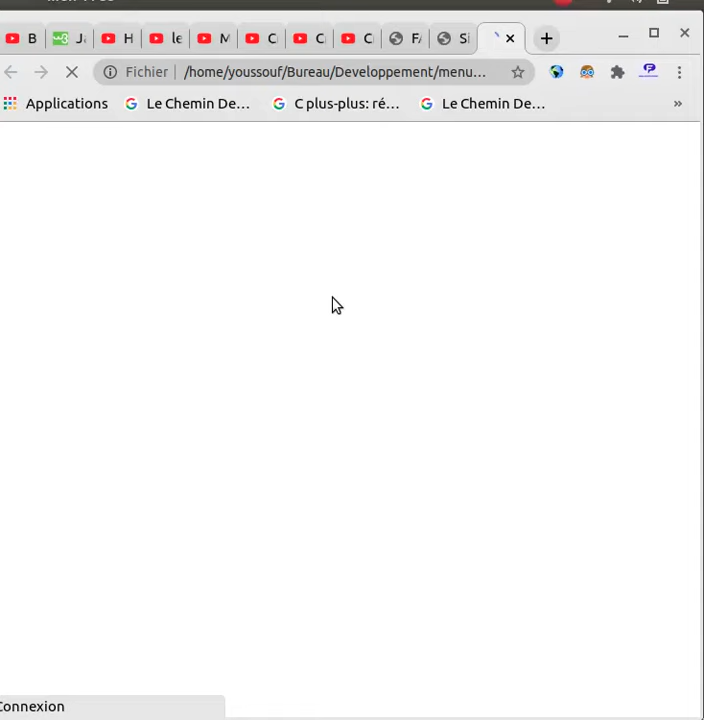 B J H le M C C C F Si
Fichier /home/youssouf/Bureau/Developpement/menu...
Applications Le Chemin De... C plus-plus: ré... Le Chemin De...
Connexion